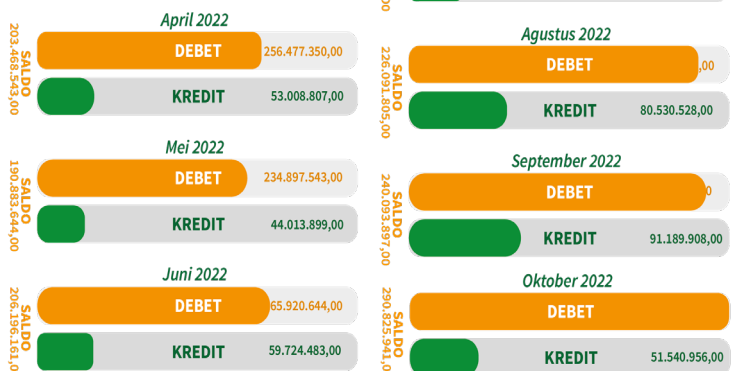 April 2022
SALDO
203.468.543,00
DEBET
256.477.350,00
KREDIT
53.008.807,00
Mei 2022
SALDO
190.883.644,00
DEBET
234.897.543,00
KREDIT
44.013.899,00
Juni 2022
SALDO
206.196.161,0
DEBET
65.920.644,00
KREDIT
59.724.483,00
00
Agustus 2022
SALDO
226.091.805,00
DEBET
,00
KREDIT
80.530.528,00
September 2022
SALDO
240.093.897,00
DEBET
0
KREDIT
91.189.908,00
Oktober 2022
SALDO
290.825.941,0
DEBET
KREDIT
51.540.956,00